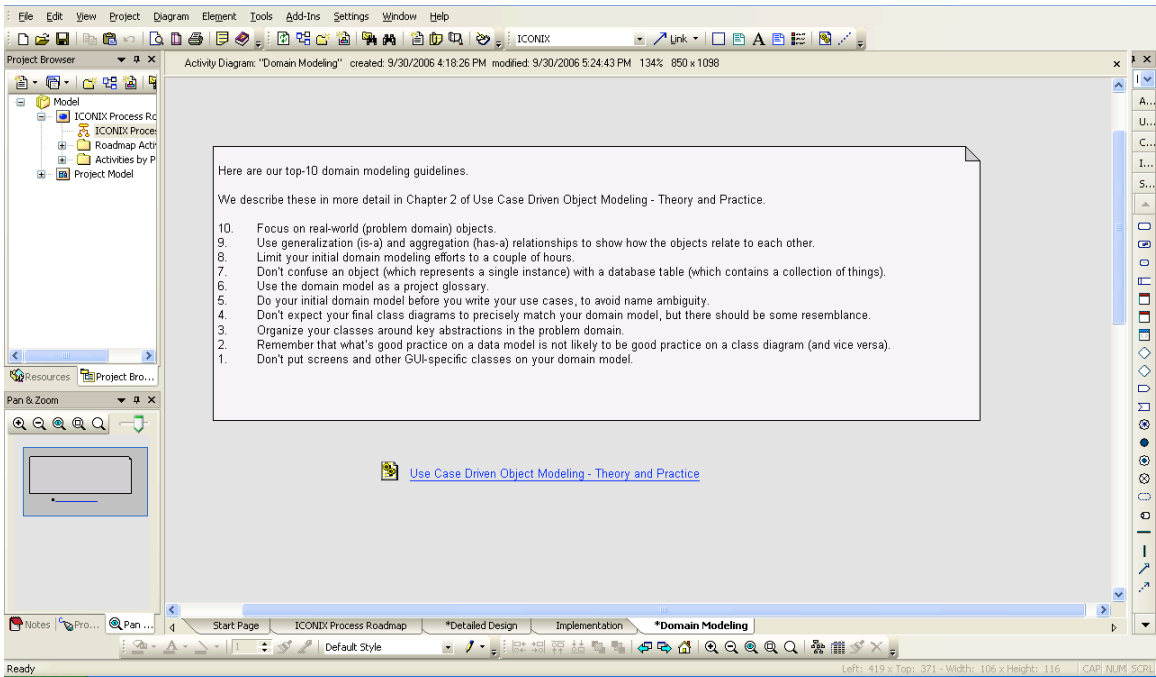 File Edit View Project Diagram Element Tools Add-Ins Settings Window Help
ICONIX Link
Project Browser
Activity Diagram: "Domain Modeling" created: 9/30/2006 4:18:26 PM modified: 9/30/2006 5:24:43 PM 134% 850 x 1098
Model
ICONIX Process Ro
ICONIX Proces
Roadmap Activ
Activities by P
Project Model
A...
U...
C...
I...
S...
Here are our top-10 domain modeling guidelines.
We describe these in more detail in Chapter 2 of Use Case Driven Object Modeling - Theory and Practice.
10. Focus on real-world (problem domain) objects.
9. Use generalization (is-a) and aggregation (has-a) relationships to show how the objects relate to each other.
8. Limit your initial domain modeling efforts to a couple of hours.
7. Don't confuse an object (which represents a single instance) with a database table (which contains a collection of things).
6. Use the domain model as a project glossary.
5. Do your initial domain model before you write your use cases, to avoid name ambiguity.
4. Don't expect your final class diagrams to precisely match your domain model, but there should be some resemblance.
3. Organize your classes around key abstractions in the problem domain.
2. Remember that what's good practice on a data model is not likely to be good practice on a class diagram (and vice versa).
1. Don't put screens and other GUI-specific classes on your domain model.
Resources Project Bro...
Pan & Zoom
Use Case Driven Object Modeling - Theory and Practice
Notes Pro... Pan ...
Start Page ICONIX Process Roadmap *Detailed Design Implementation *Domain Modeling
1 Default Style
Ready
Left: 419 x Top: 371 - Width: 106 x Height: 116 CAP NUM SCRL